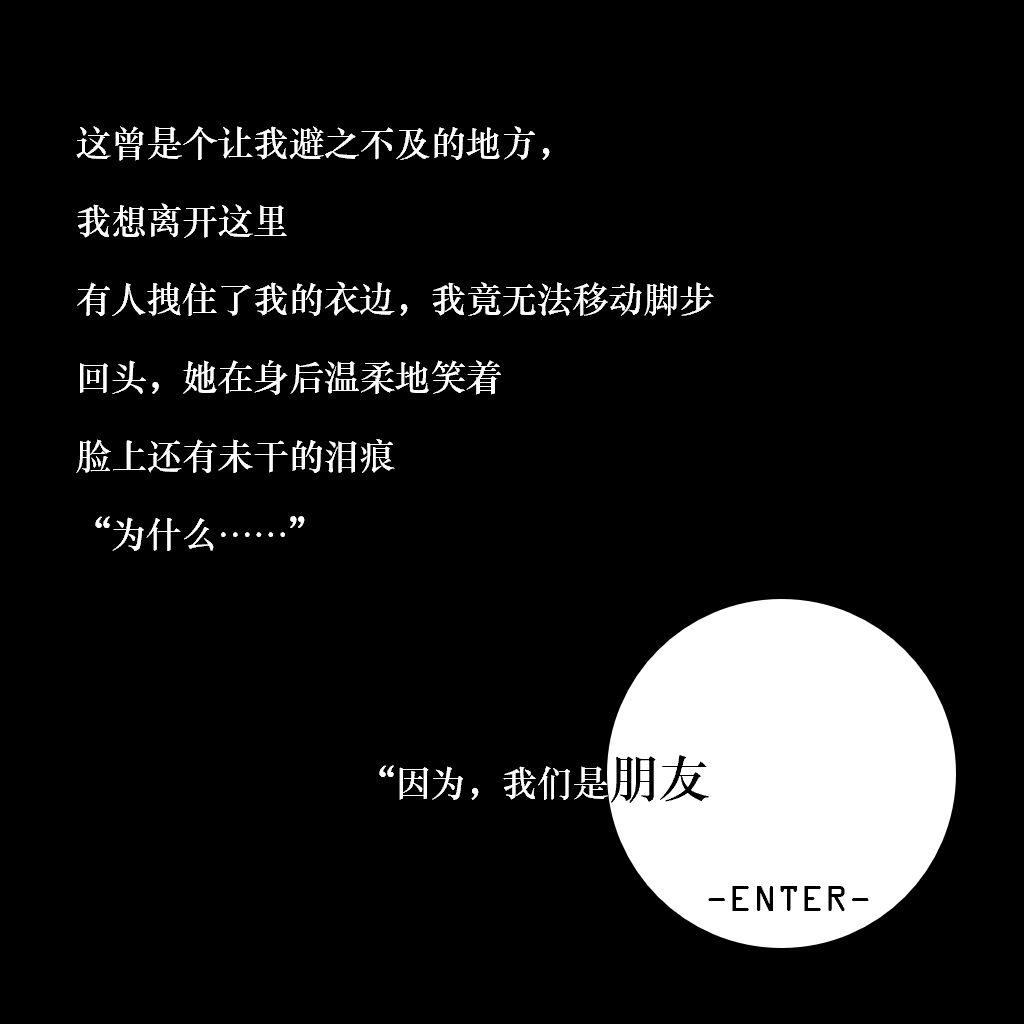 这曾是个让我避之不及的地方，
我想离开这里
有人拽住了我的衣边，我竟无法移动脚步
回头，她在身后温柔地笑着
脸上还有未干的泪痕
“为什么……”
“因为，我们是朋友
-ENTER-